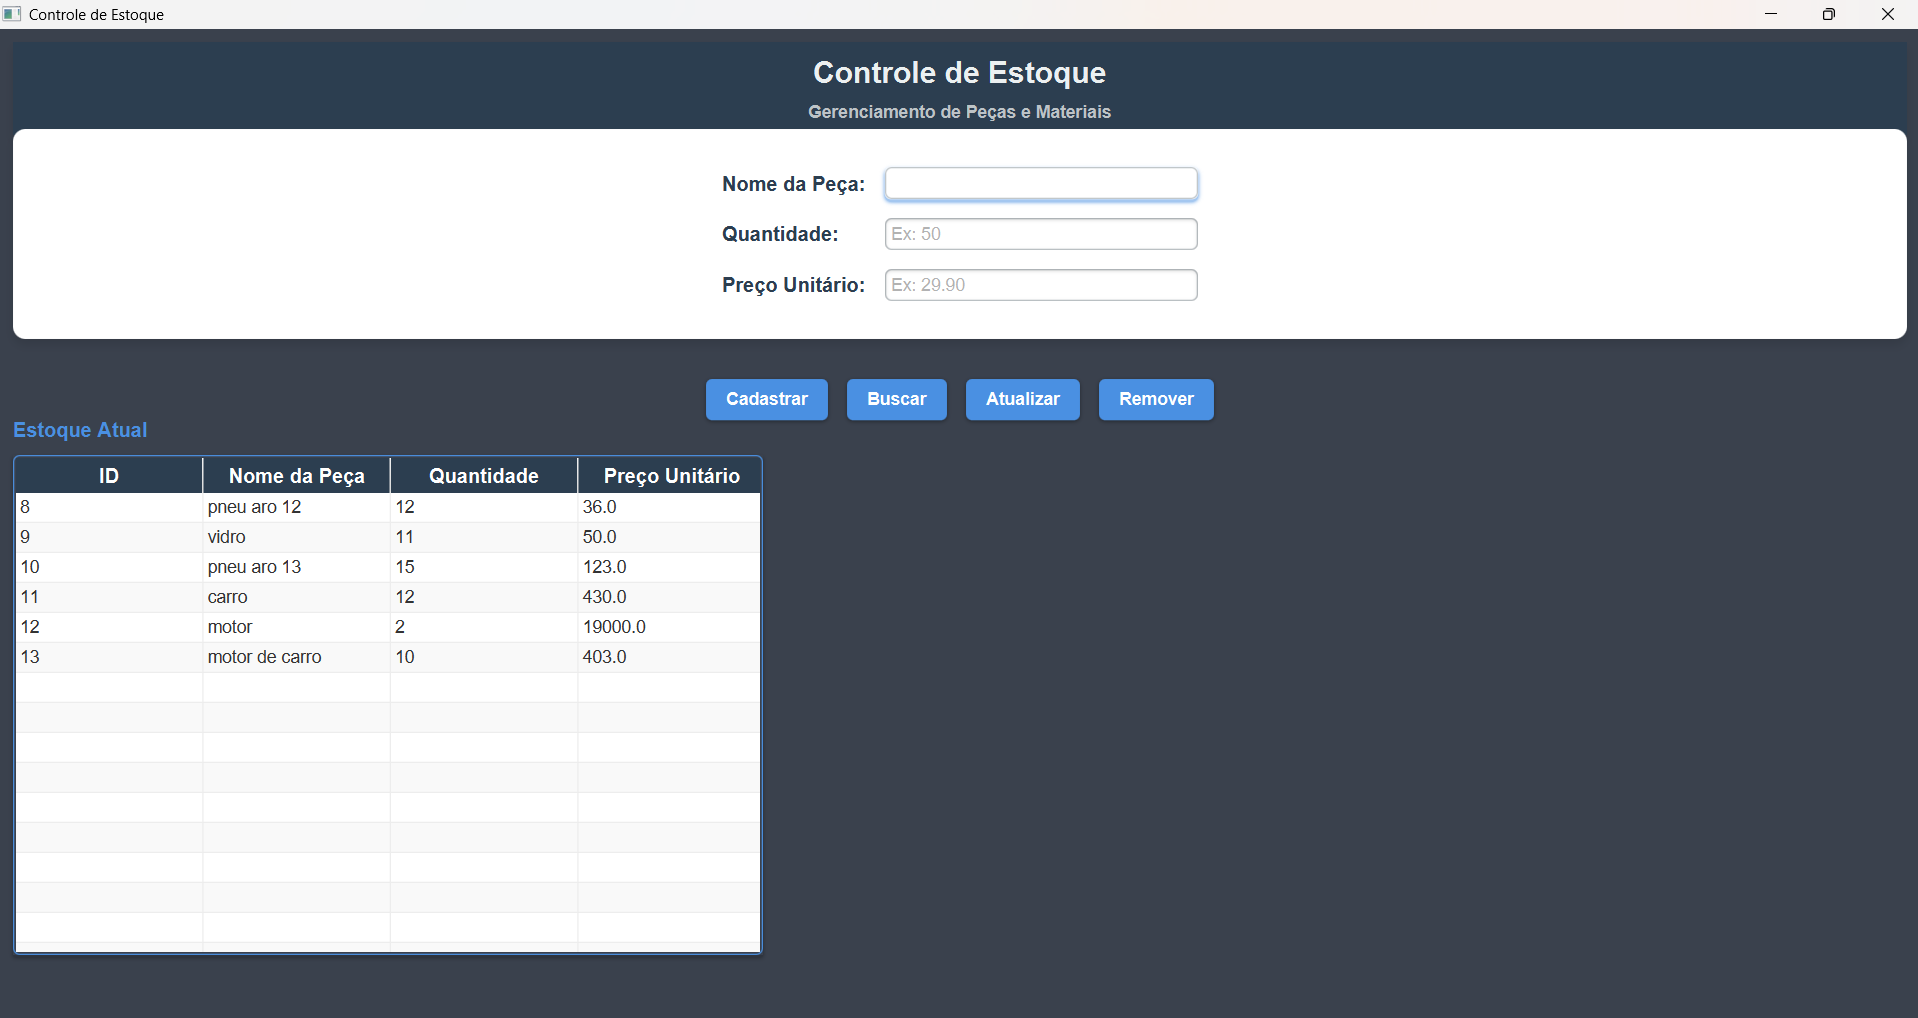 Controle de Estoque
Controle de Estoque
Gerenciamento de Peças e Materiais
Nome da Peça:
Quantidade: Ex: 50
Preço Unitário: Ex: 29.90
Cadastrar Buscar Atualizar Remover
Estoque Atual
ID Nome da Peça Quantidade Preço Unitário
8 pneu aro 12 12 36.0
9 vidro 11 50.0
10 pneu aro 13 15 123.0
11 carro 12 430.0
12 motor 2 19000.0
13 motor de carro 10 403.0